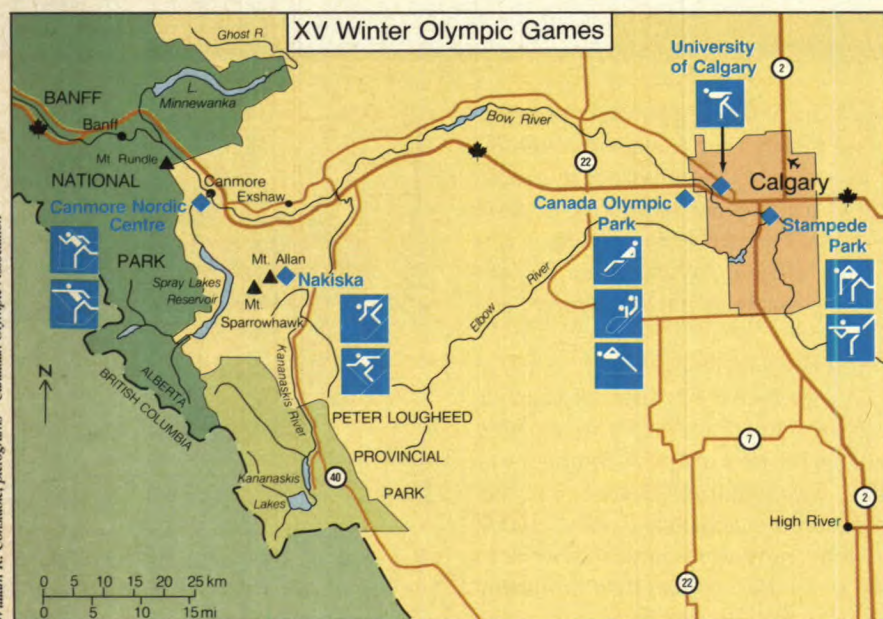 XV Winter Olympic Games
Ghost R.
L.
Minnewanka
BANFF
Banff
Mt. Rundle
NATIONAL
Canmore
Exshaw
Canmore Nordic
Centre
PARK
Spray Lakes
Reservoir
Mt. Allan
Nakiska
Mt.
Sparrowhawk
ALBERTA
BRITISH COLUMBIA
N
Kananaskis River
Kananaskis
Lakes
PETER LOUGHEED
PROVINCIAL
PARK
40
Bow River
Elbow
River
22
University
of Calgary
2
Calgary
Canada Olympic
Park
Stampede
Park
7
2
High River
22
0 5 10 15 20 25 km
0 5 10 15 mi